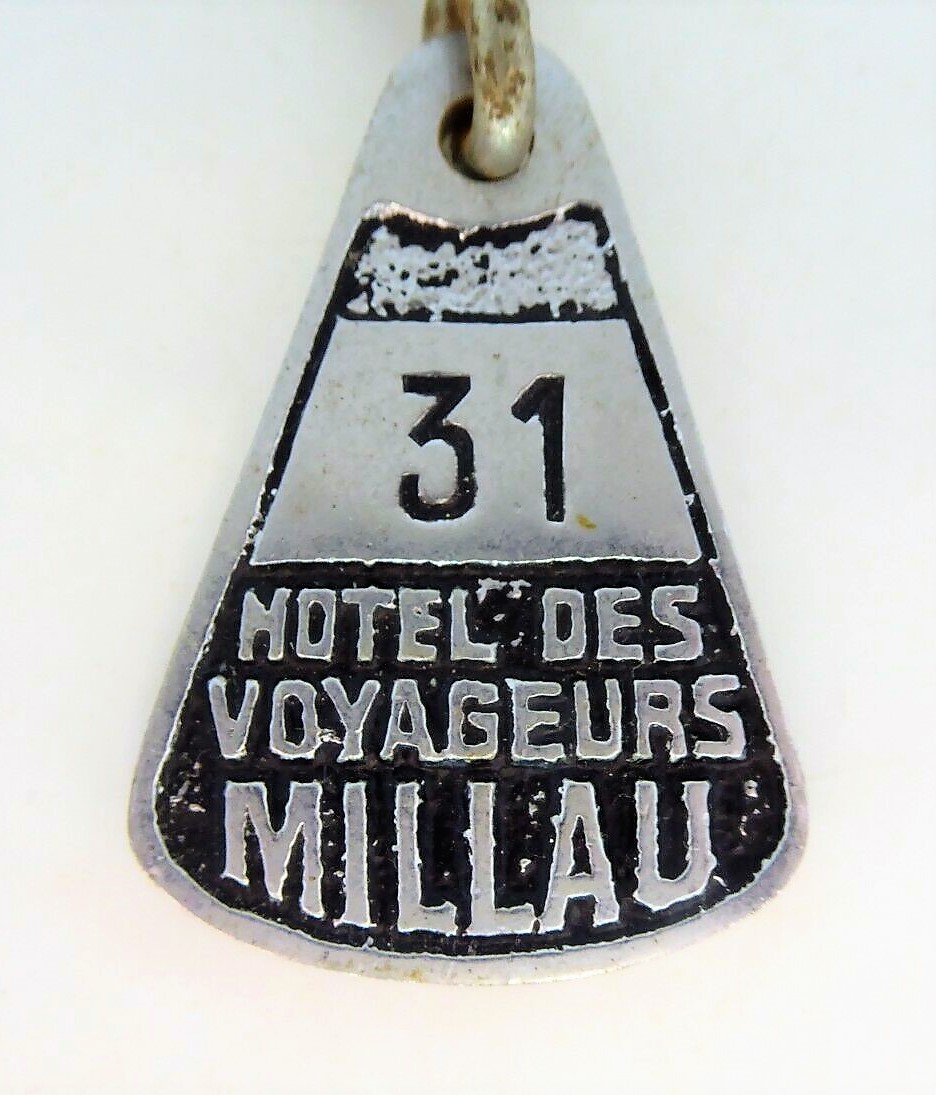 31
HOTEL DES
VOYAGEURS
MILLAU